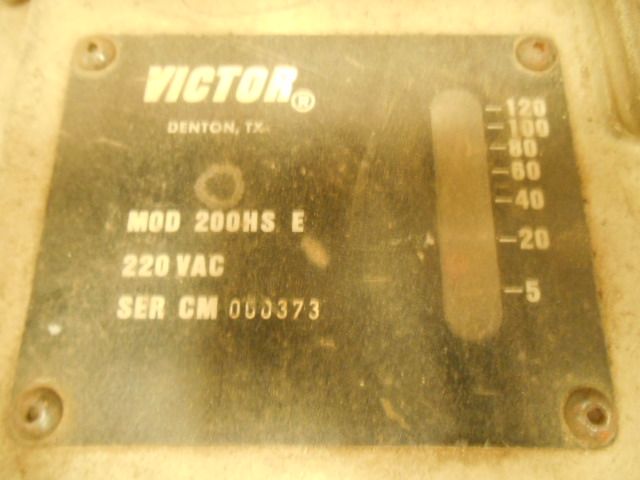 VICTOR®
DENTON, TX.
MOD 200HS E
220 VAC
SER CM 000373
120
100
80
60
40
20
5